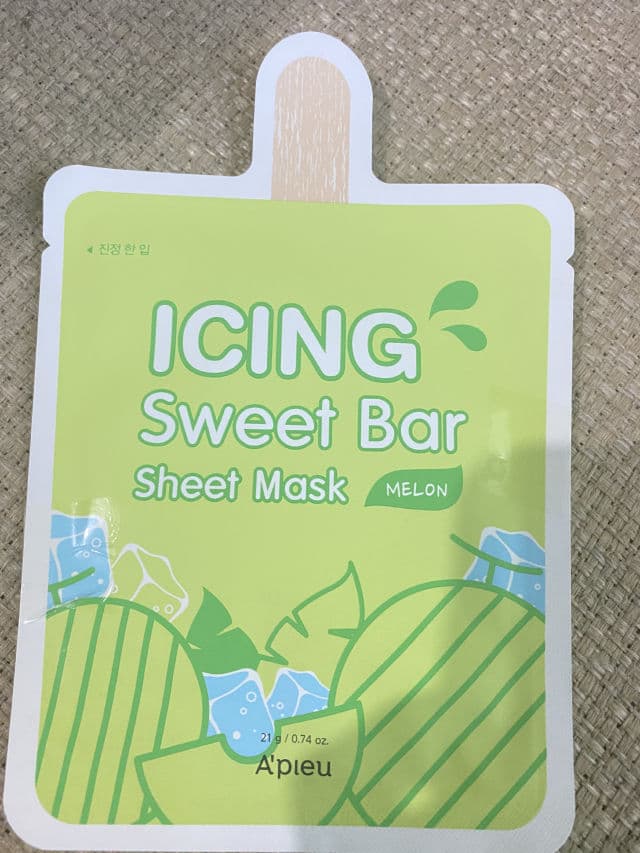 ◀ 진정 한 입
ICING
Sweet Bar
Sheet Mask
MELON
21 g / 0.74 oz.
A'pieu